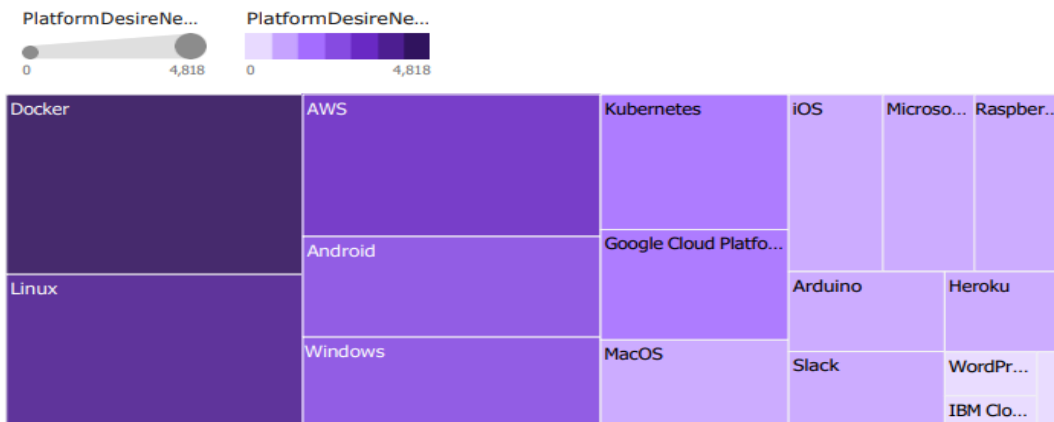 PlatformDesireNe...
PlatformDesireNe...
0
4,818
0
4,818
Docker
AWS
Kubernetes
iOS
Microso...
Raspber...
Android
Google Cloud Platfo...
Linux
Arduino
Heroku
Windows
MacOS
Slack
WordPr...
IBM Clo...